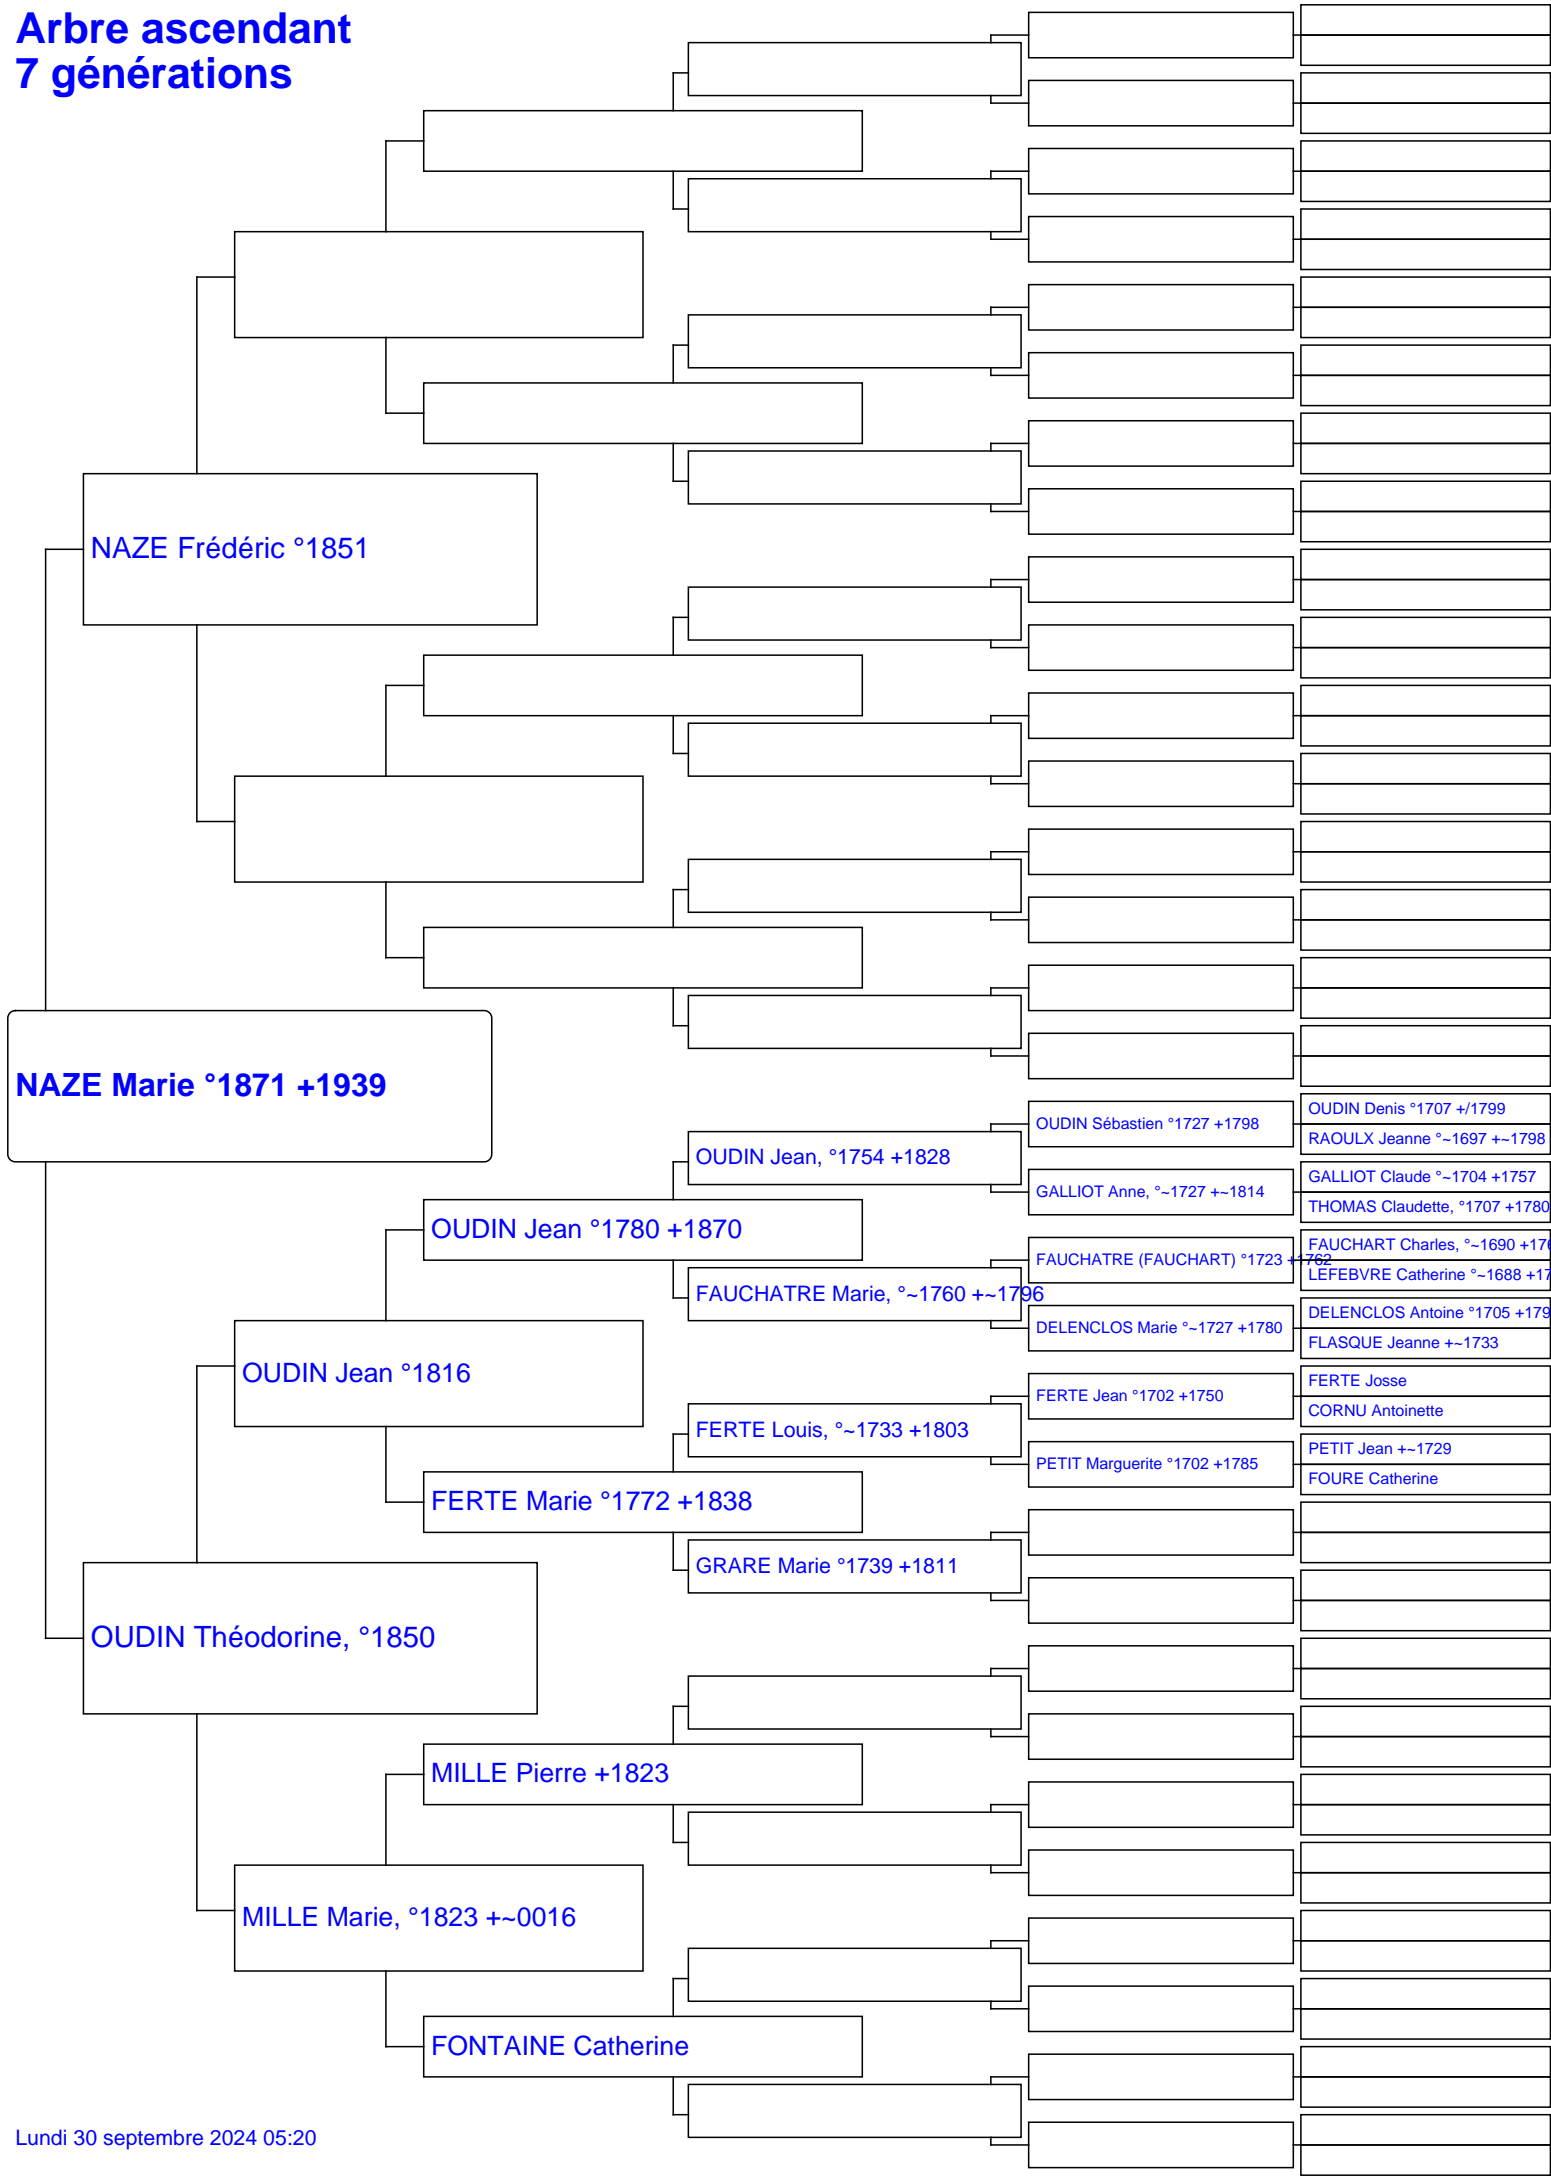 Arbre ascendant
7 générations
NAZE Marie °1871 +1939
NAZE Frédéric °1851
OUDIN Théodorine, °1850
OUDIN Jean °1816
MILLE Marie, °1823 +~0016
OUDIN Jean °1780 +1870
FERTE Marie °1772 +1838
MILLE Pierre +1823
FONTAINE Catherine
OUDIN Jean, °1754 +1828
FAUCHATRE Marie, °~1760 +~1796
FERTE Louis, °~1733 +1803
GRARE Marie °1739 +1811
OUDIN Sébastien °1727 +1798
GALLIOT Anne, °~1727 +~1814
FAUCHATRE (FAUCHART) °1723 +1762
DELENCLOS Marie °~1727 +1780
FERTE Jean °1702 +1750
PETIT Marguerite °1702 +1785
OUDIN Denis °1707 +/1799
RAOULX Jeanne °~1697 +~1798
GALLIOT Claude °~1704 +1757
THOMAS Claudette, °1707 +1780
FAUCHART Charles, °~1690
LEFEBVRE Catherine °~1688
DELENCLOS Antoine °1705
FLASQUE Jeanne +~1733
FERTE Josse
CORNU Antoinette
PETIT Jean +~1729
FOURE Catherine
Lundi 30 septembre 2024 05:20